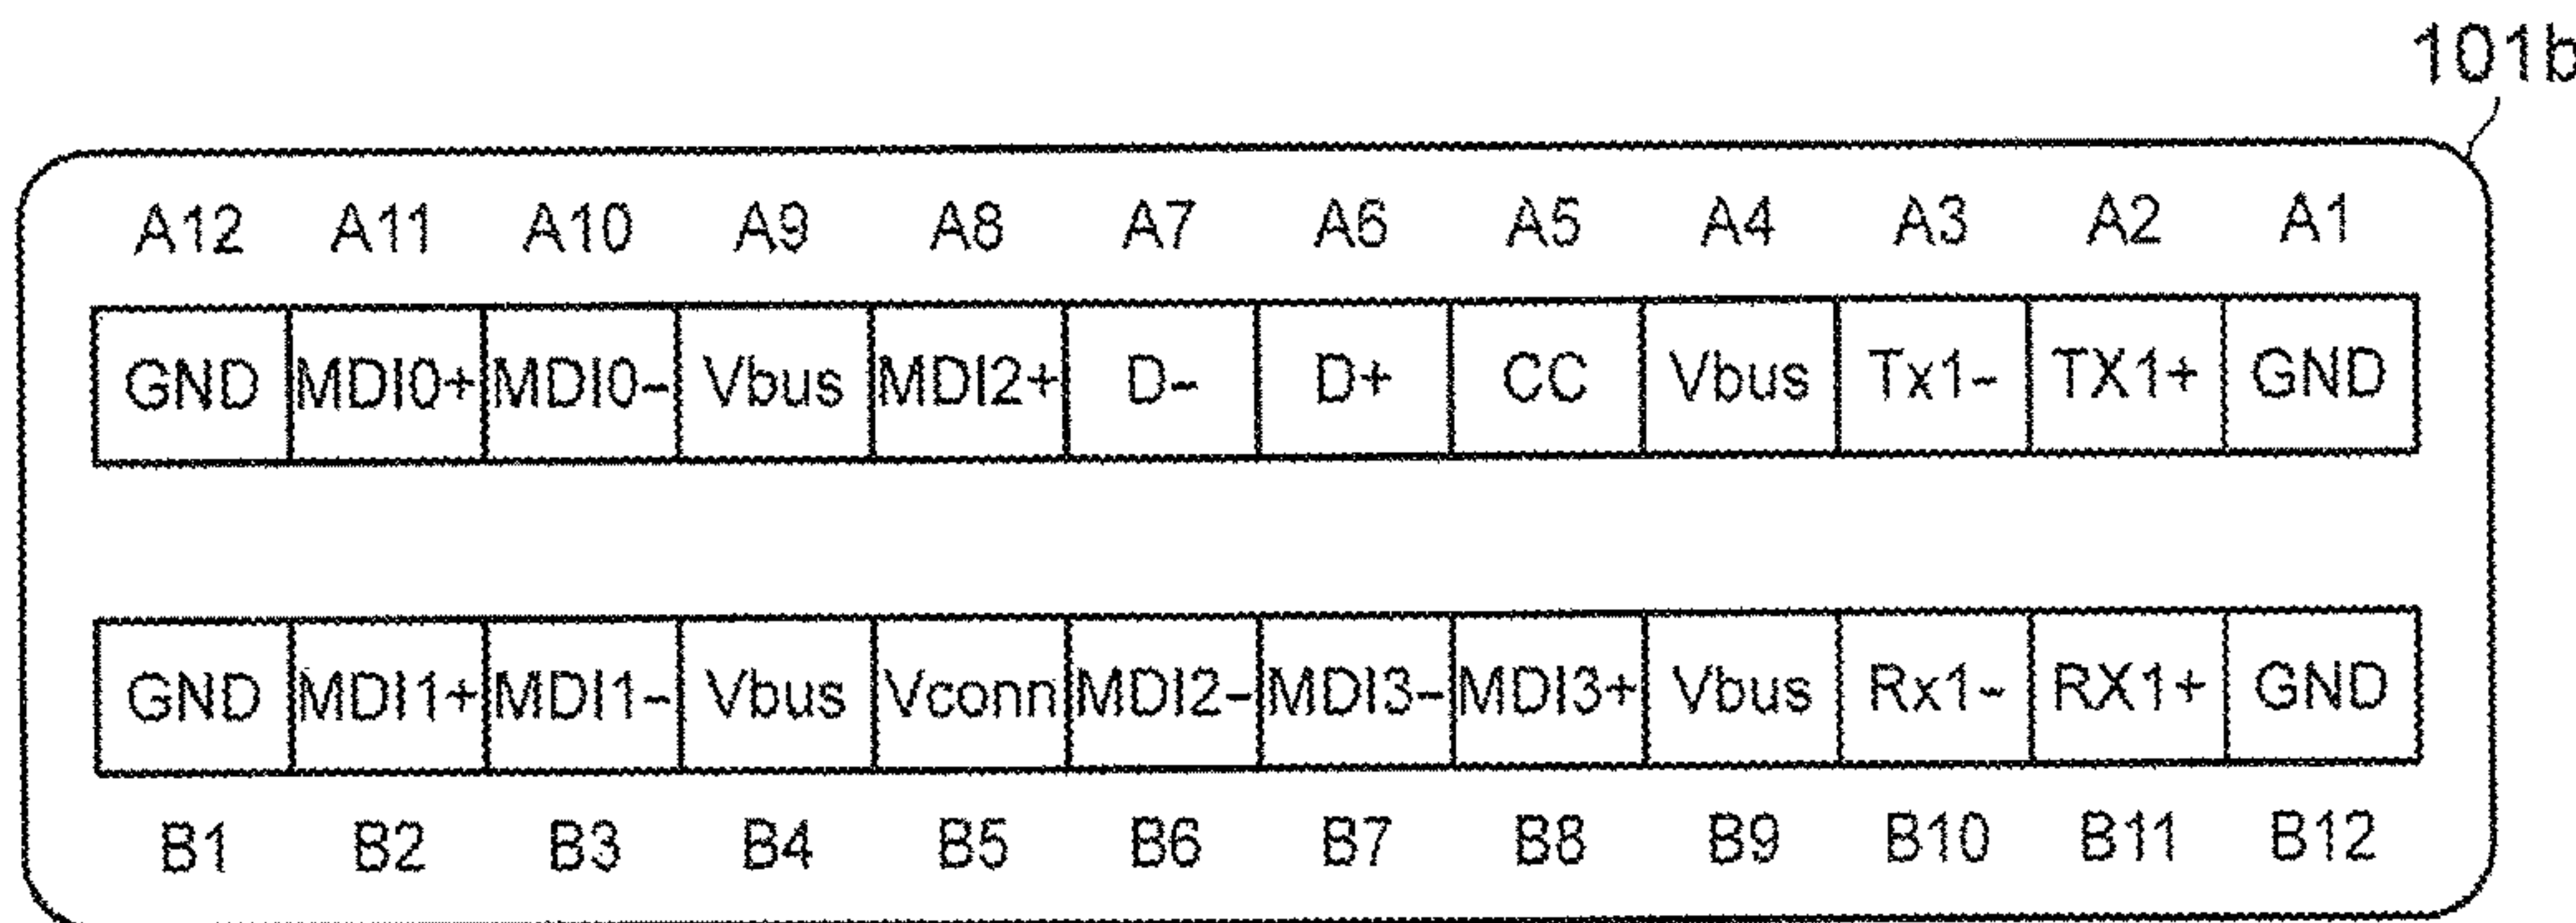 101b
A12 A11 A10 A9 A8 A7 A6 A5 A4 A3 A2 A1
GND MDI0+ MDI0- Vbus MDI2+ D- D+ CC Vbus Tx1- TX1+ GND
GND MDI1+ MDI1- Vbus Vconn MDI2- MDI3- MDI3+ Vbus Rx1- RX1+ GND
B1 B2 B3 B4 B5 B6 B7 B8 B9 B10 B11 B12